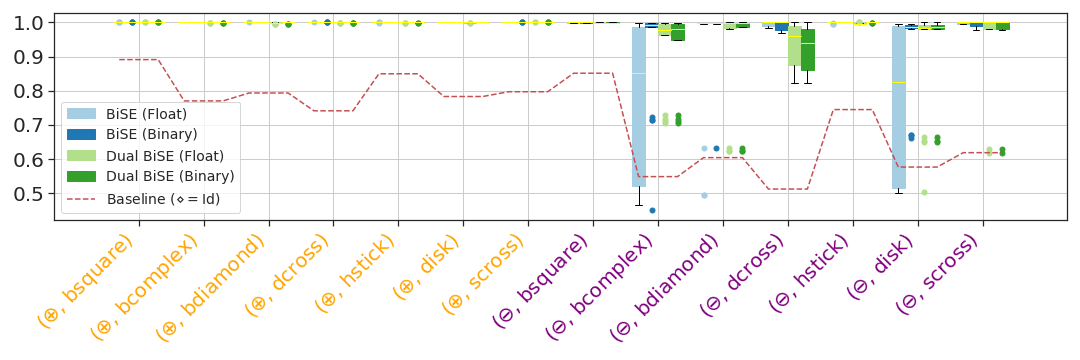 1.0
0.9
0.8
0.7
0.6
0.5
BiSE (Float)
BiSE (Binary)
Dual BiSE (Float)
Dual BiSE (Binary)
Baseline (⋄ = Id)
(⊕, bsquare)
(⊕, bcomplex)
(⊕, bdiamond)
(⊕, dcross)
(⊕, hstick)
(⊕, disk)
(⊕, scross)
(⊖, bsquare)
(⊖, bcomplex)
(⊖, bdiamond)
(⊖, dcross)
(⊖, hstick)
(⊖, disk)
(⊖, scross)